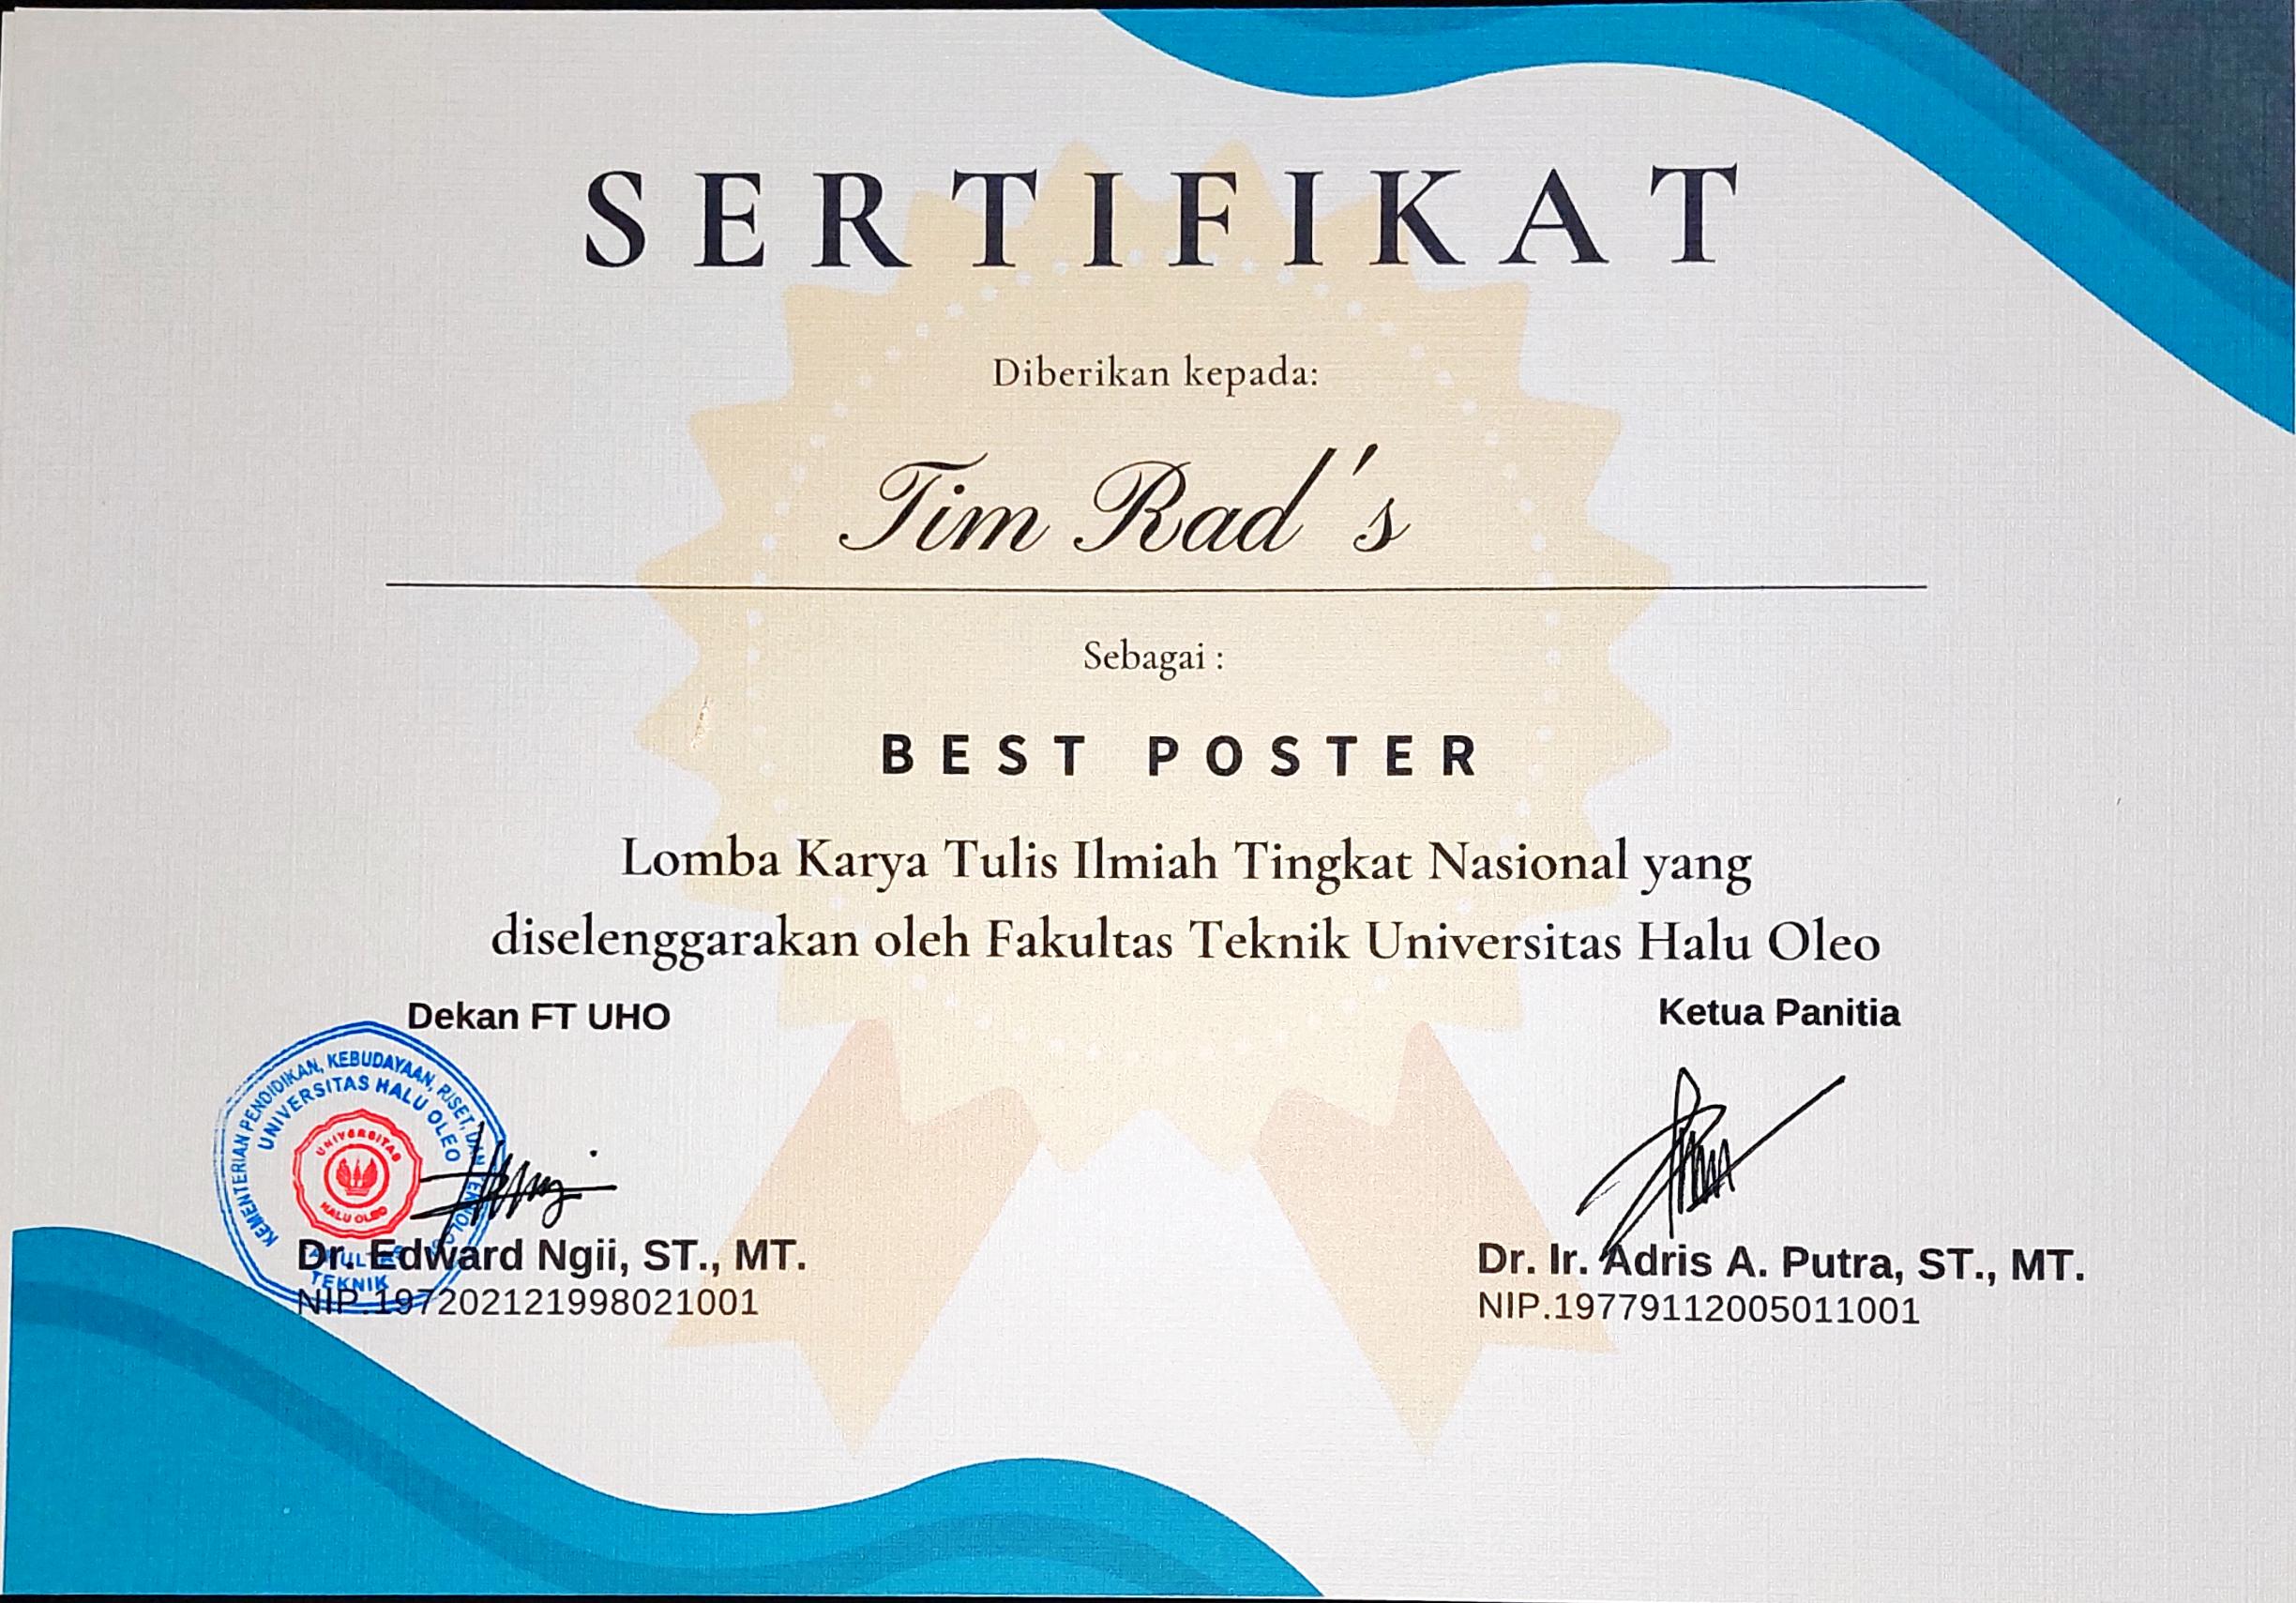 SERTIFIKAT
Diberikan kepada:
Tim Rad's
Sebagai :
BEST POSTER
Lomba Karya Tulis Ilmiah Tingkat Nasional yang
diselenggarakan oleh Fakultas Teknik Universitas Halu Oleo
Dekan FT UHO
KEMENTERIAN PENDIDIKAN, KEBUDAYAAN, RISET, DAN TEKNOLOGI
UNIVERSITAS HALU OLEO
UNIVERSITAS
HALU OLEO
FAKULTAS
TEKNIK
Dr. Edward Ngii, ST., MT.
NIP.197202121998021001
Ketua Panitia
Dr. Ir. Adris A. Putra, ST., MT.
NIP.19779112005011001